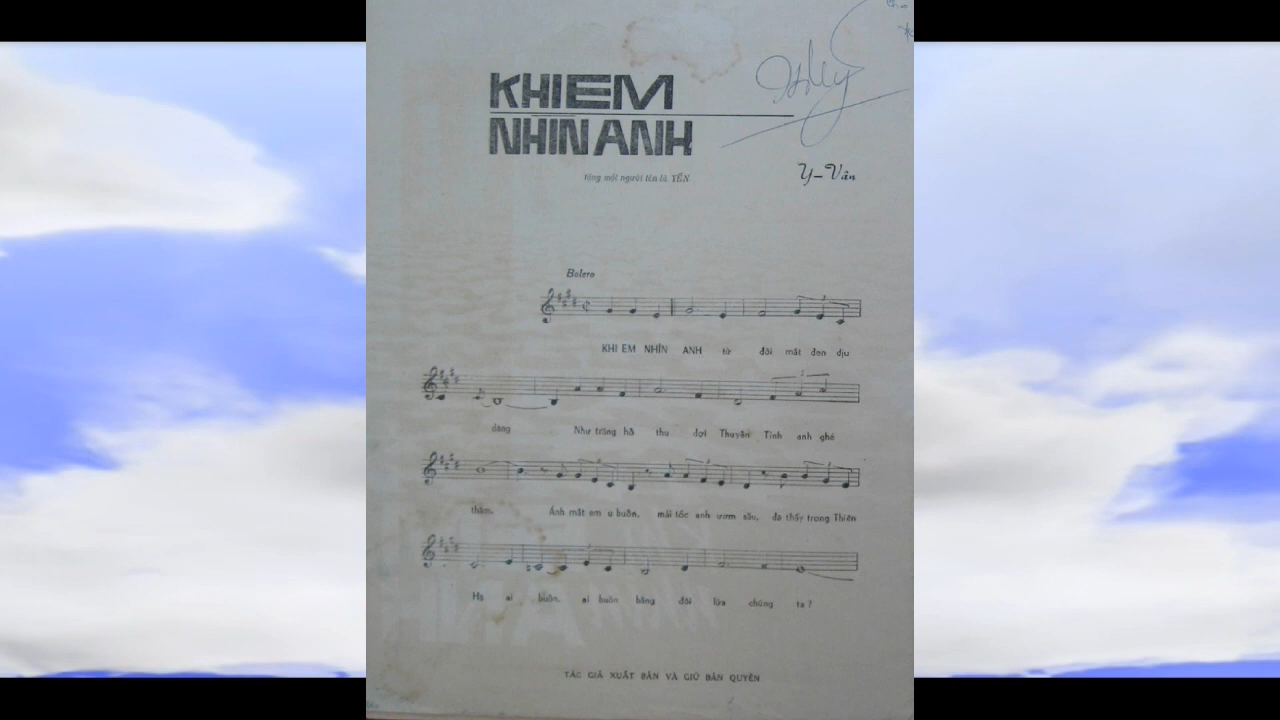 KHI EM
NHÌN ANH
tặng một người tên là YẾN
Y-Vân
Bolero
KHI EM NHÌN ANH từ đôi mắt đen dịu
dàng Như trăng hồ thu đợi Thuyền Tình anh ghé
thăm. Ánh mắt em u buồn, mái tóc anh ươm sầu, đa thấy trong Thiên
Hạ ai buồn, ai buồn bằng đôi lứa chúng ta?
TÁC GIẢ XUẤT BẢN VÀ GIỮ BẢN QUYỀN